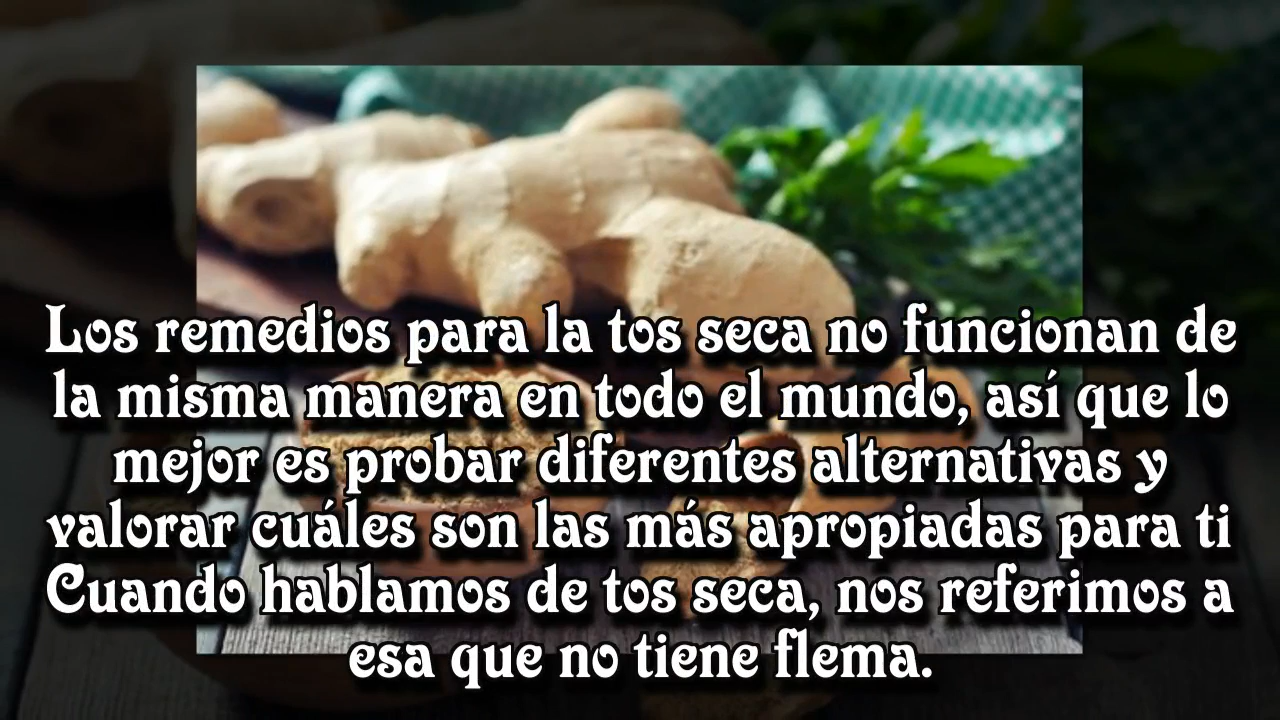 Los remedios para la tos seca no funcionan de
la misma manera en todo el mundo, así que lo
mejor es probar diferentes alternativas y
valorar cuáles son las más apropiadas para ti
Cuando hablamos de tos seca, nos referimos a
esa que no tiene flema.